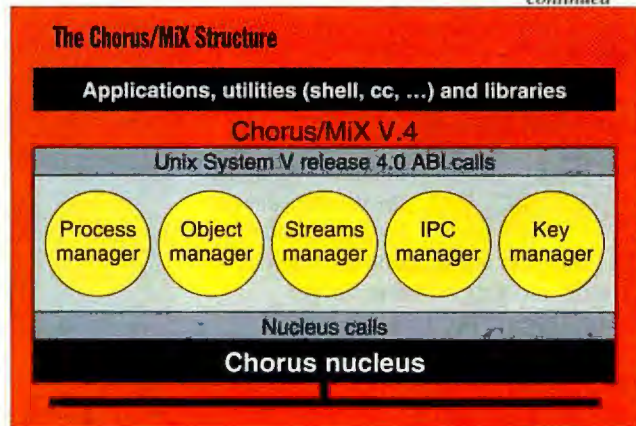 continued
The Chorus/MiX Structure
Applications, utilities (shell, cc, ...) and libraries
Chorus/MiX V.4
Unix System V release 4.0 ABI calls
Process manager
Object manager
Streams manager
IPC manager
Key manager
Nucleus calls
Chorus nucleus